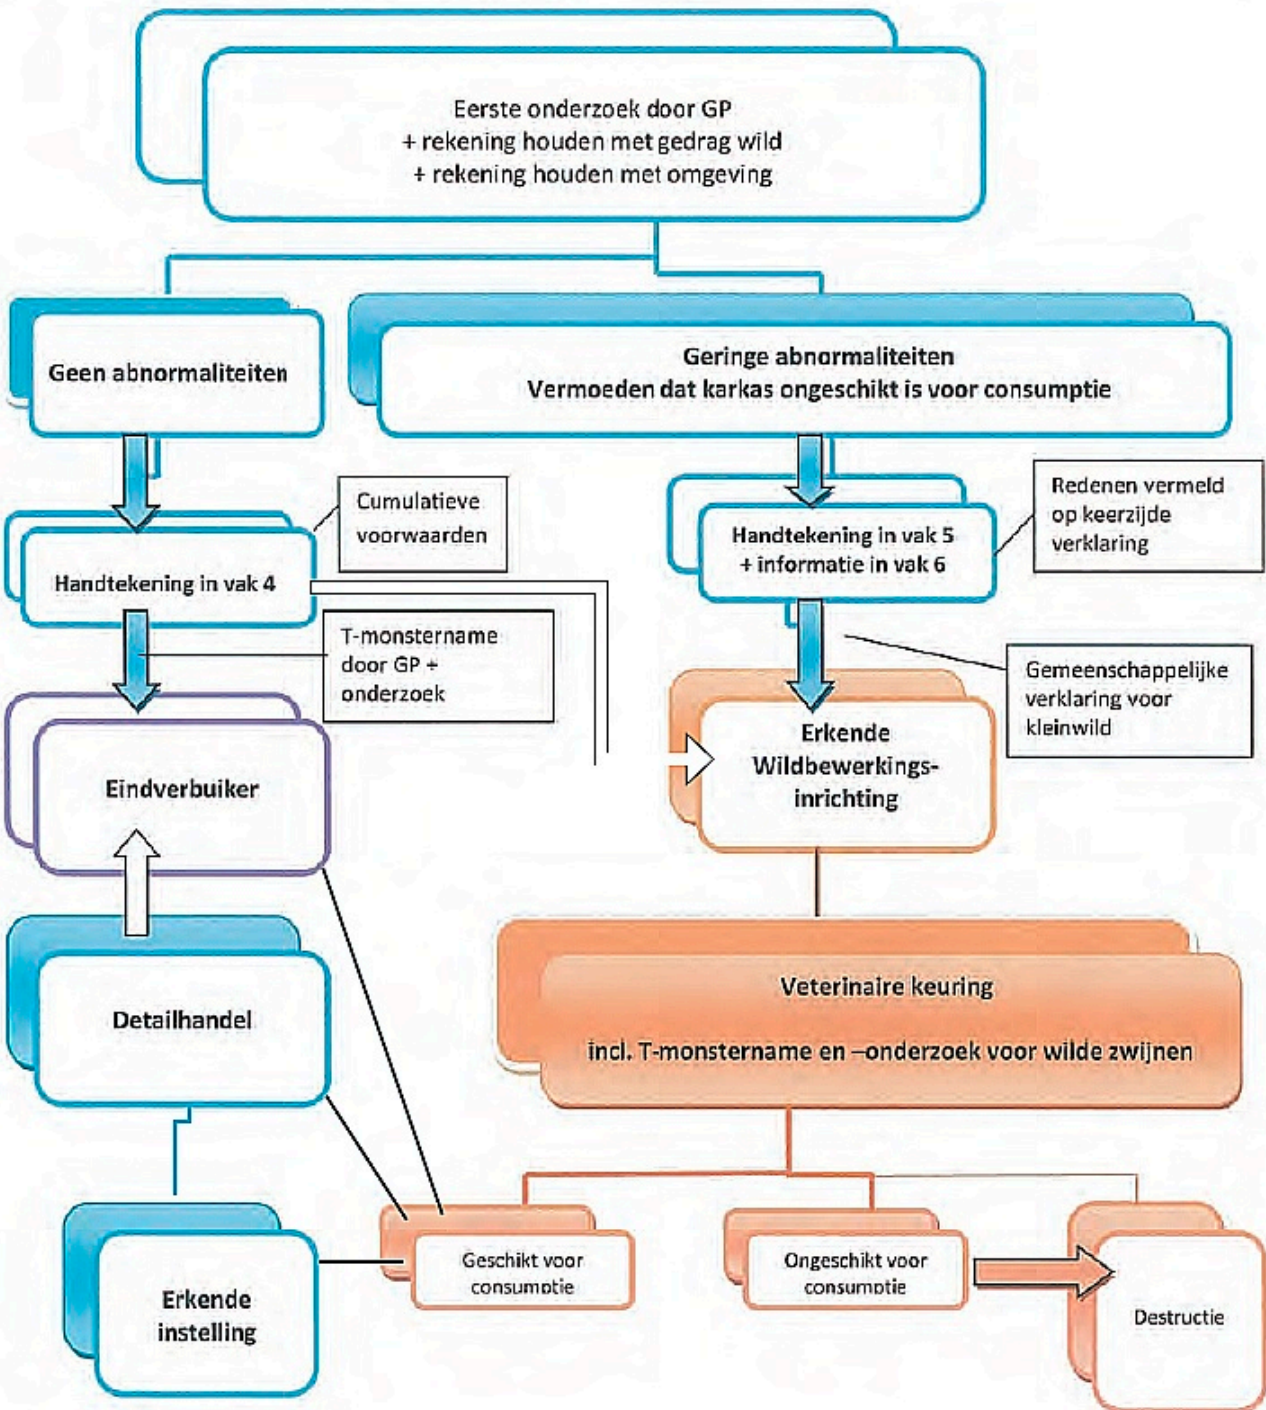 Eerste onderzoek door GP
+ rekening houden met gedrag wild
+ rekening houden met omgeving
Geen abnormaliteiten
Geringe abnormaliteiten
Vermoeden dat karkas ongeschikt is voor consumptie
Cumulatieve
voorwaarden
Redenen vermeld
op keerzijde
verklaring
Handtekening in vak 4
Handtekening in vak 5
+ informatie in vak 6
T-monstername
door GP +
onderzoek
Gemeenschappelijke
verklaring voor
kleinwild
Eindverbuiker
Erkende
Wildbewerkings-
inrichting
Detailhandel
Veterinaire keuring
incl. T-monstername en –onderzoek voor wilde zwijnen
Erkende
instelling
Geschikt voor
consumptie
Ongeschikt voor
consumptie
Destructie